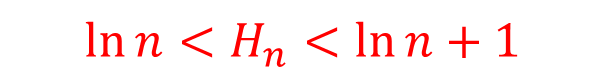 ln n < Hₙ < ln n + 1